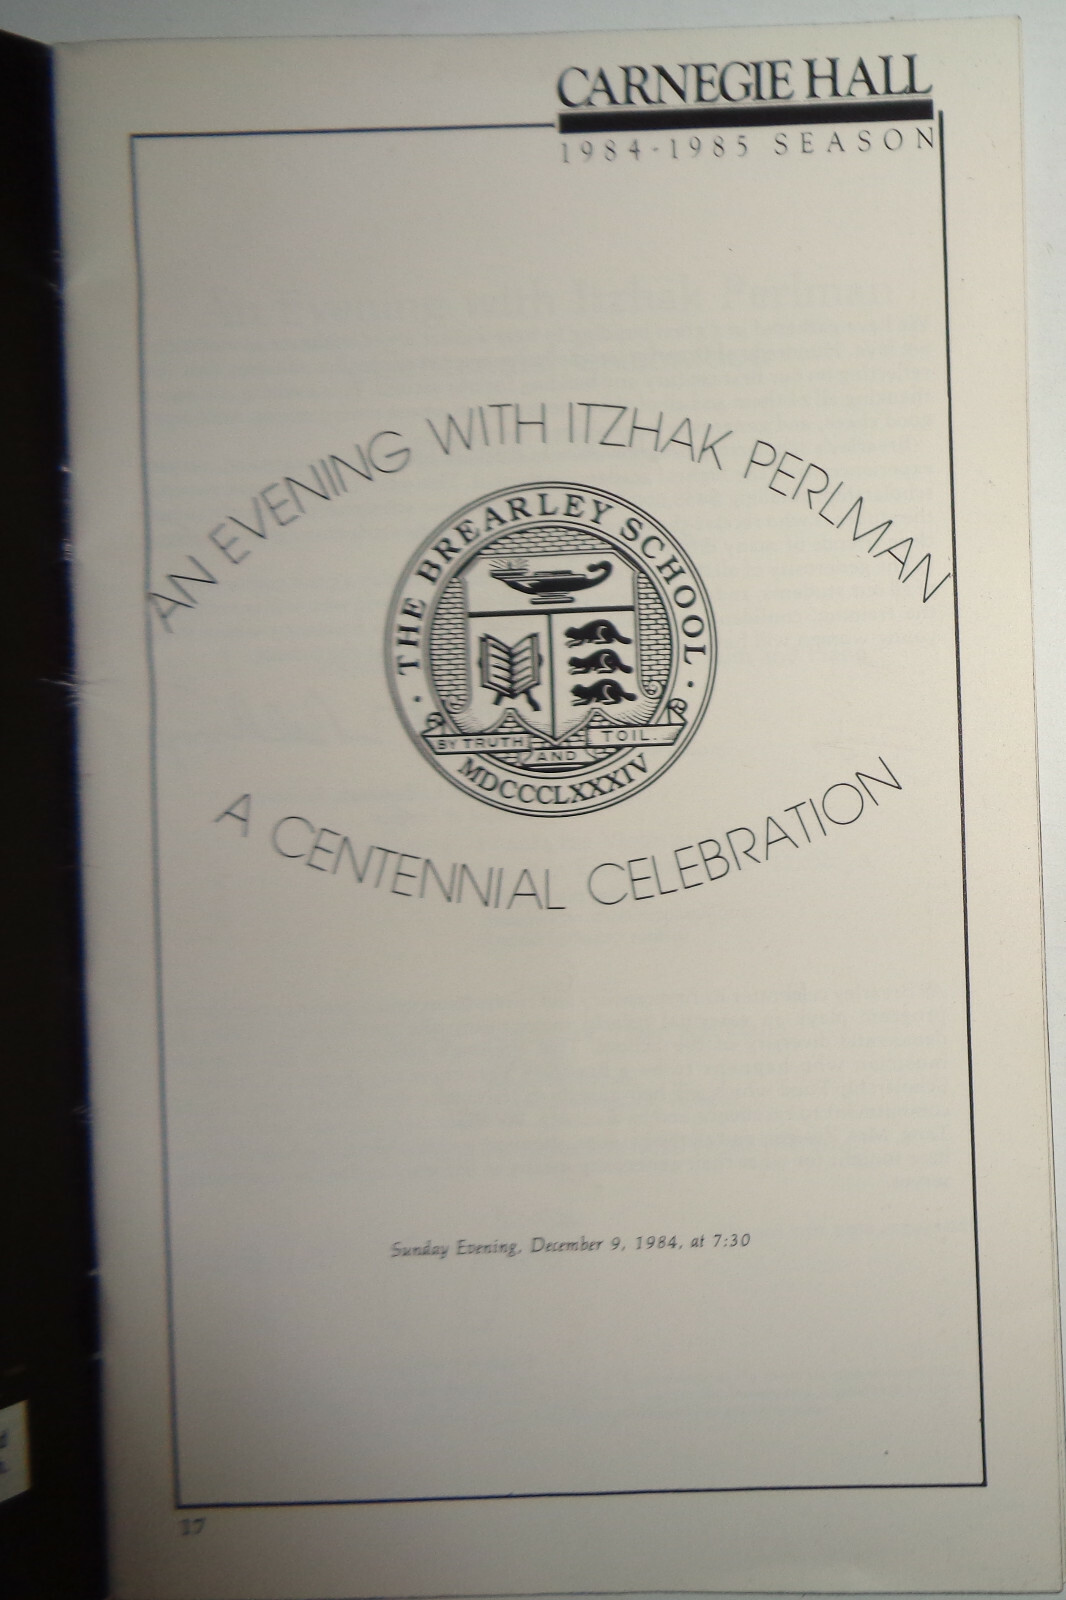 CARNEGIE HALL
1984-1985 SEASON
AN EVENING WITH ITZHAK PERLMAN
THE BREARLEY SCHOOL
BY TRUTH AND TOIL.
MDCCCLXXXIV
A CENTENNIAL CELEBRATION
Sunday Evening, December 9, 1984, at 7:30
17